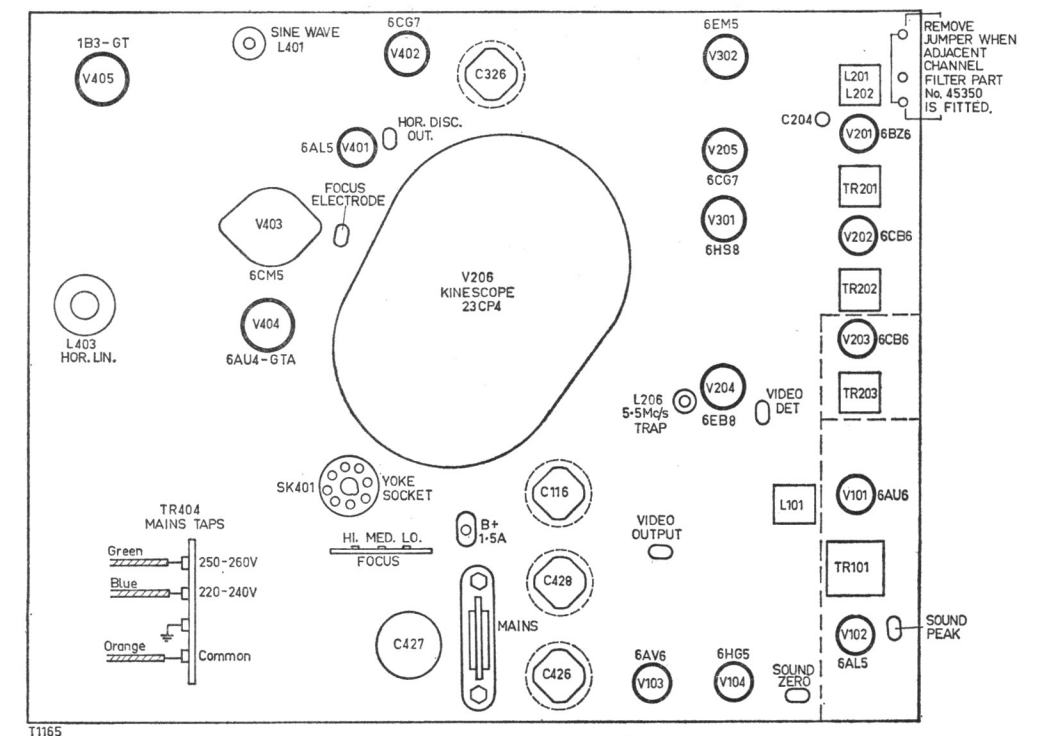 1B3-GT
V405
SINE WAVE
L401
6CG7
V402
C326
6EM5
V302
REMOVE
JUMPER WHEN
ADJACENT
CHANNEL
FILTER PART
No. 45350
IS FITTED.
L201
L202
C204
V201
6BZ6
HOR. DISC.
OUT.
6AL5
V401
V205
6CG7
TR201
FOCUS
ELECTRODE
V403
6CM5
V301
6HS8
V202
6CB6
V206
KINESCOPE
23CP4
TR202
L403
HOR. LIN.
V404
6AU4-GTA
V203
6CB6
L206
5·5Mc/s
TRAP
V204
6EB8
VIDEO
DET
TR203
SK401
YOKE
SOCKET
C116
L101
V101
6AU6
TR404
MAINS TAPS
Green
250-260V
Blue
220-240V
Orange
Common
HI. MED. LO.
FOCUS
B+
1·5A
VIDEO
OUTPUT
C428
TR101
C427
MAINS
C426
6AV6
V103
6HG5
V104
SOUND
ZERO
V102
6AL5
SOUND
PEAK
T1165